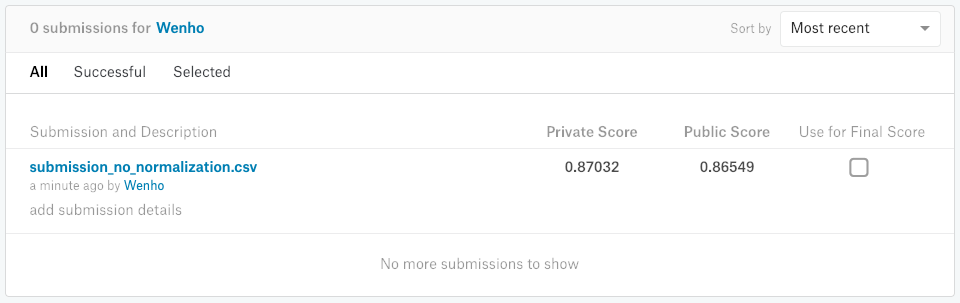 0 submissions for Wenho Sort by Most recent
All Successful Selected
Submission and Description Private Score Public Score Use for Final Score
submission_no_normalization.csv 0.87032 0.86549
a minute ago by Wenho
add submission details
No more submissions to show